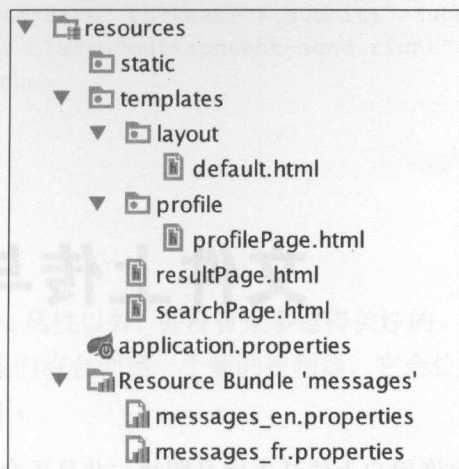 resources
static
templates
layout
default.html
profile
profilePage.html
resultPage.html
searchPage.html
application.properties
Resource Bundle 'messages'
messages_en.properties
messages_fr.properties